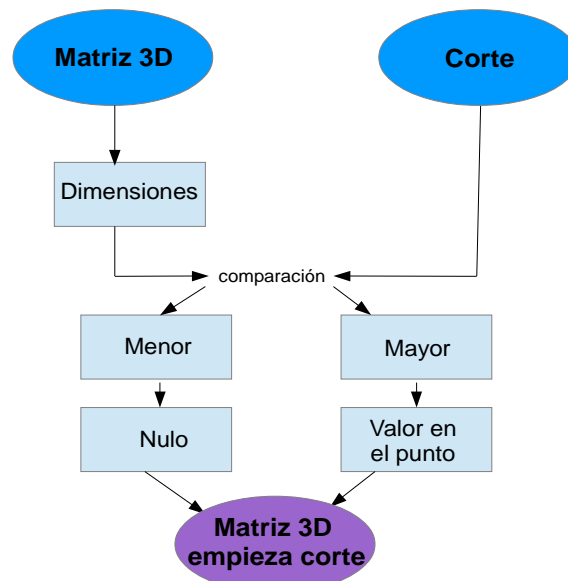 Matriz 3D
Corte
Dimensiones
comparación
Menor
Mayor
Nulo
Valor en
el punto
Matriz 3D
empieza corte